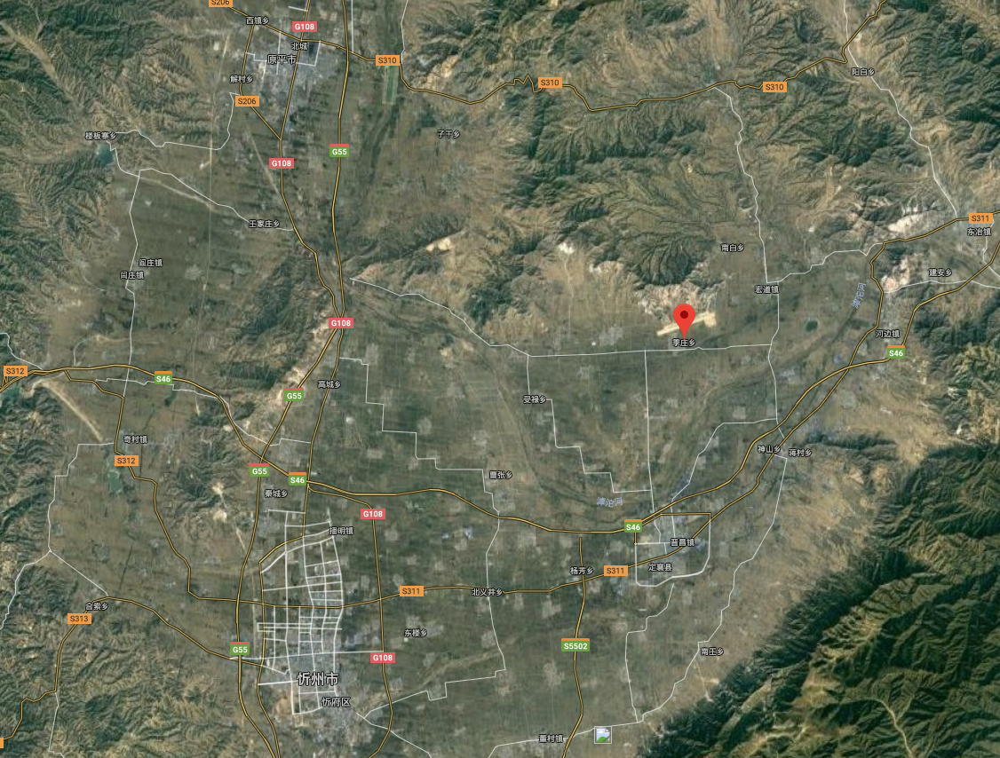 S206
西镇乡
G108
北城
原平市
S310
解村乡
S310
阳白乡
S310
S206
楼板寨乡
子干乡
G55
G108
王家庄乡
S311
东冶镇
南白乡
阎庄镇
闫庄镇
建安乡
宏道镇
滹沱河
G108
季庄乡
河边镇
S46
S312
S46
高城乡
G55
受禄乡
奇村镇
S312
神山乡
蒋村乡
G55
S46
曹张乡
秦城乡
滹沱河
G108
S46
播明镇
晋昌镇
定襄县
杨芳乡
S311
S311
北义井乡
合索乡
S313
东楼乡
G55
S5502
南王乡
G108
忻州市
忻府区
董村镇